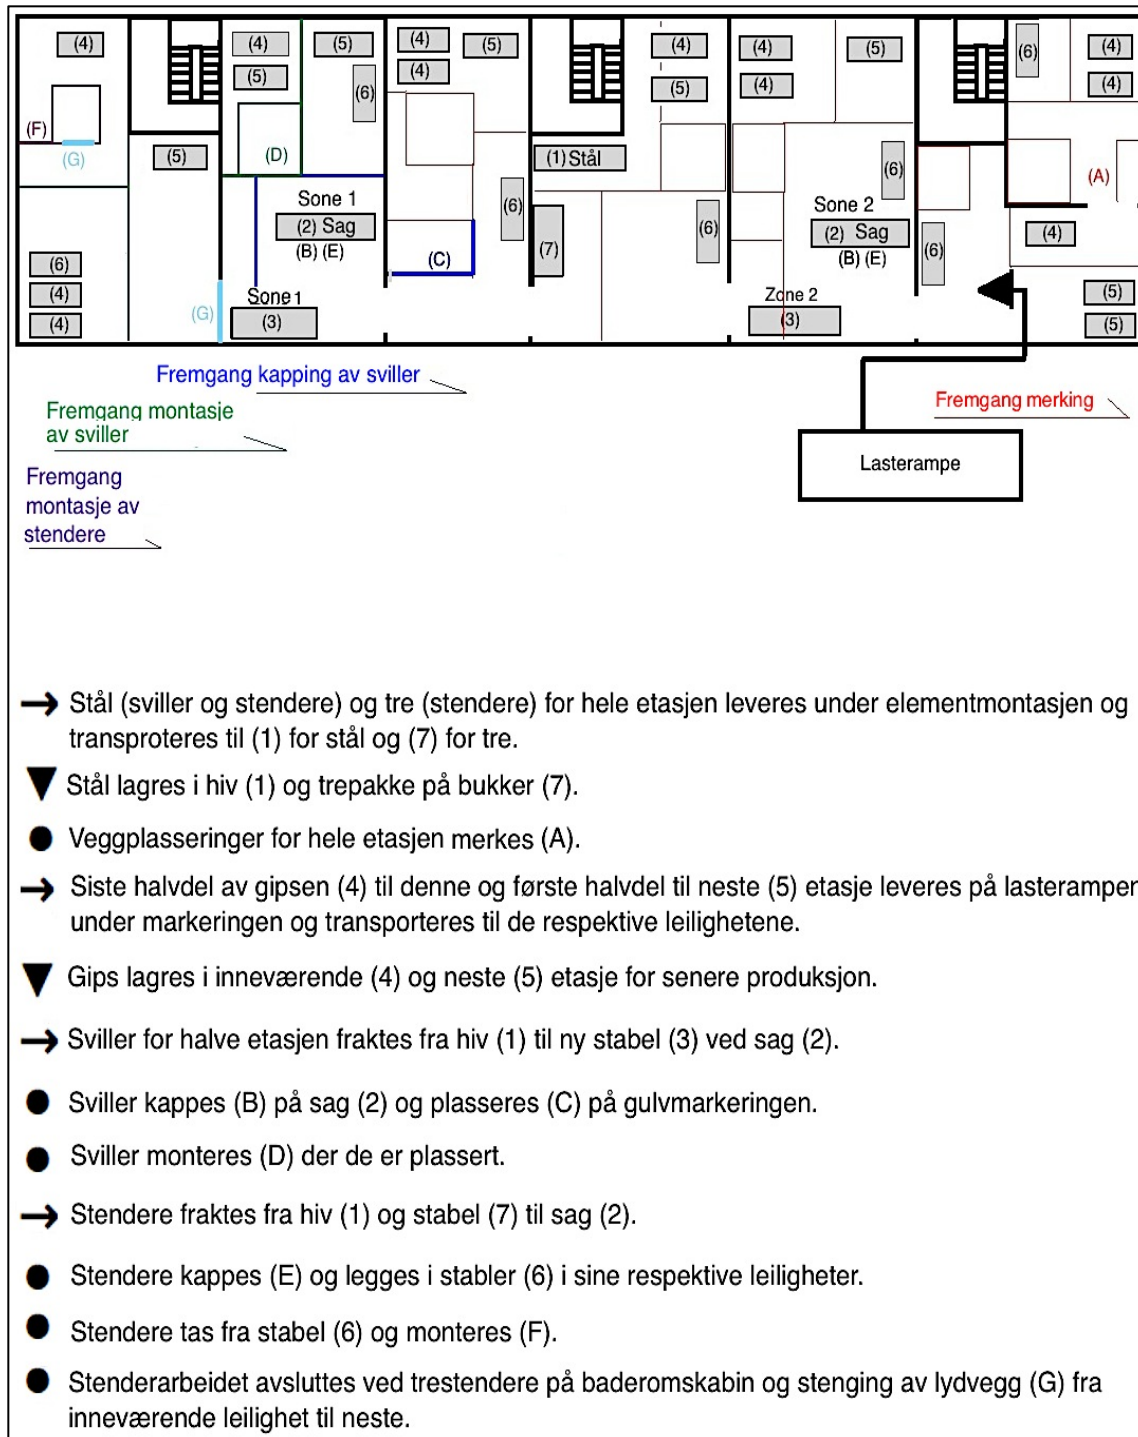 (4)
(4)
(5)
(4)
(5)
(4)
(4)
(5)
(6)
(4)
(5)
(4)
(4)
(6)
(5)
(4)
(F)
(G)
(5)
(D)
(1) Stål
(6)
(A)
Sone 1
(2) Sag
(B) (E)
(6)
(7)
(6)
Sone 2
(2) Sag
(B) (E)
(6)
(4)
(C)
(6)
(4)
(4)
(G)
Sone 1
(3)
Zone 2
(3)
(5)
(5)
Fremgang kapping av sviller
Fremgang montasje
av sviller
Fremgang merking
Fremgang
montasje av
stendere
Lasterampe
→ Stål (sviller og stendere) og tre (stendere) for hele etasjen leveres under elementmontasjen og
transproteres til (1) for stål og (7) for tre.
▼ Stål lagres i hiv (1) og trepakke på bukker (7).
● Veggplasseringer for hele etasjen merkes (A).
→ Siste halvdel av gipsen (4) til denne og første halvdel til neste (5) etasje leveres på lasteramper
under markeringen og transporteres til de respektive leilighetene.
▼ Gips lagres i inneværende (4) og neste (5) etasje for senere produksjon.
→ Sviller for halve etasjen fraktes fra hiv (1) til ny stabel (3) ved sag (2).
● Sviller kappes (B) på sag (2) og plasseres (C) på gulvmarkeringen.
● Sviller monteres (D) der de er plassert.
→ Stendere fraktes fra hiv (1) og stabel (7) til sag (2).
● Stendere kappes (E) og legges i stabler (6) i sine respektive leiligheter.
● Stendere tas fra stabel (6) og monteres (F).
● Stenderarbeidet avsluttes ved trestendere på baderomskabin og stenging av lydvegg (G) fra
inneværende leilighet til neste.